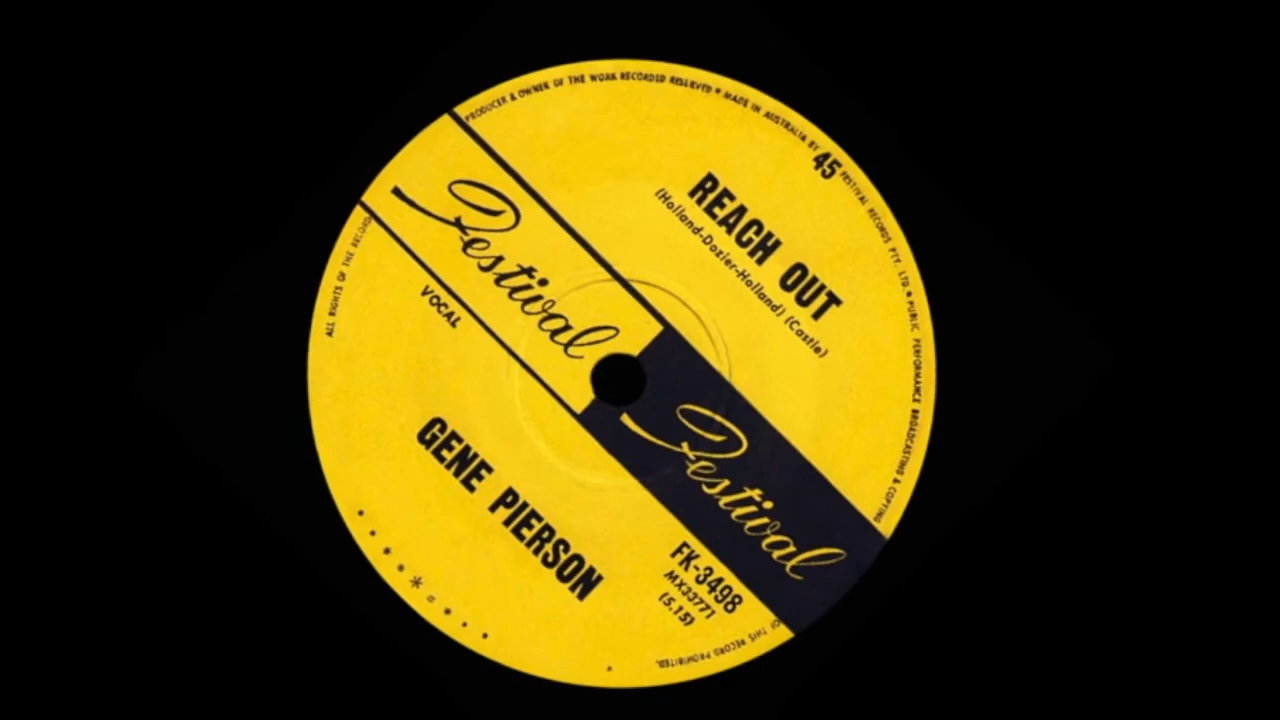 PRODUCER & OWNER OF THE WORK RECORDED RESERVED * MADE IN AUSTRALIA BY FESTIVAL RECORDS PTY. LTD. * PUBLIC PERFORMANCE BROADCASTING & COPYING
OF THIS RECORD PROHIBITED.
ALL RIGHTS OF THE RECORD
45
REACH OUT
(Holland-Dozier-Holland) (Castle)
Festival
Festival
VOCAL
GENE PIERSON
FK-3498
MX33771
(5.15)